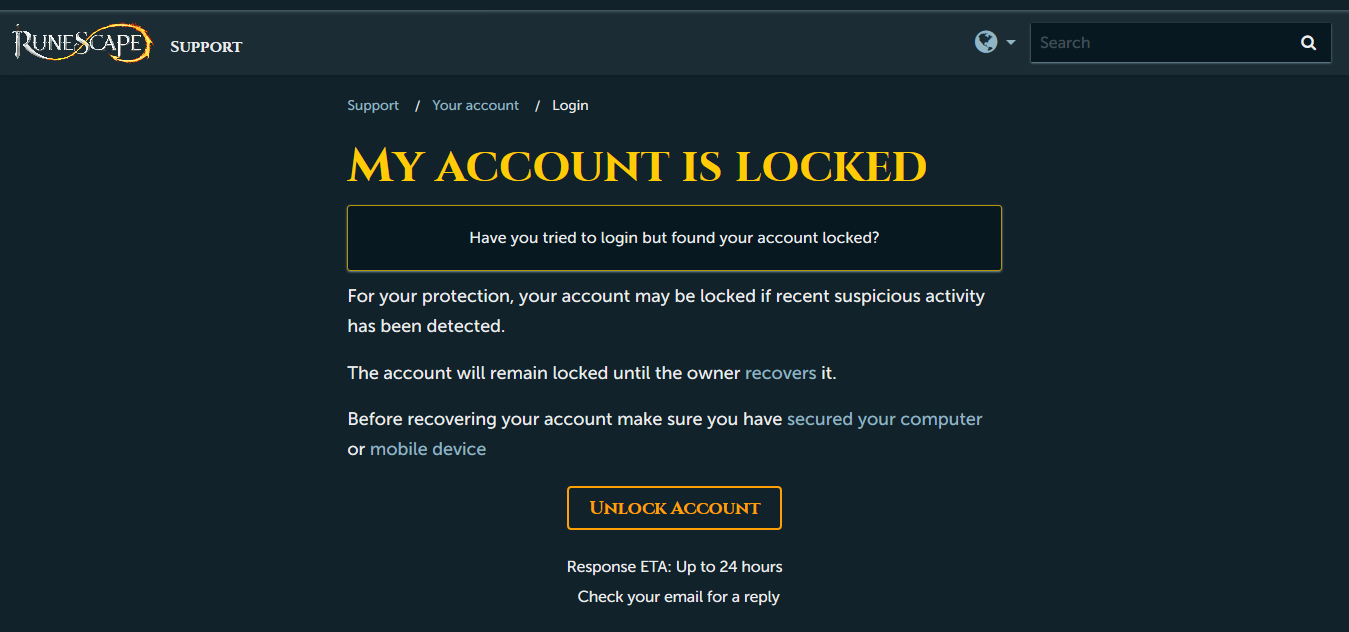 RuneScape Support
Search
Support / Your account / Login
My account is locked
Have you tried to login but found your account locked?
For your protection, your account may be locked if recent suspicious activity
has been detected.
The account will remain locked until the owner recovers it.
Before recovering your account make sure you have secured your computer
or mobile device
Unlock Account
Response ETA: Up to 24 hours
Check your email for a reply